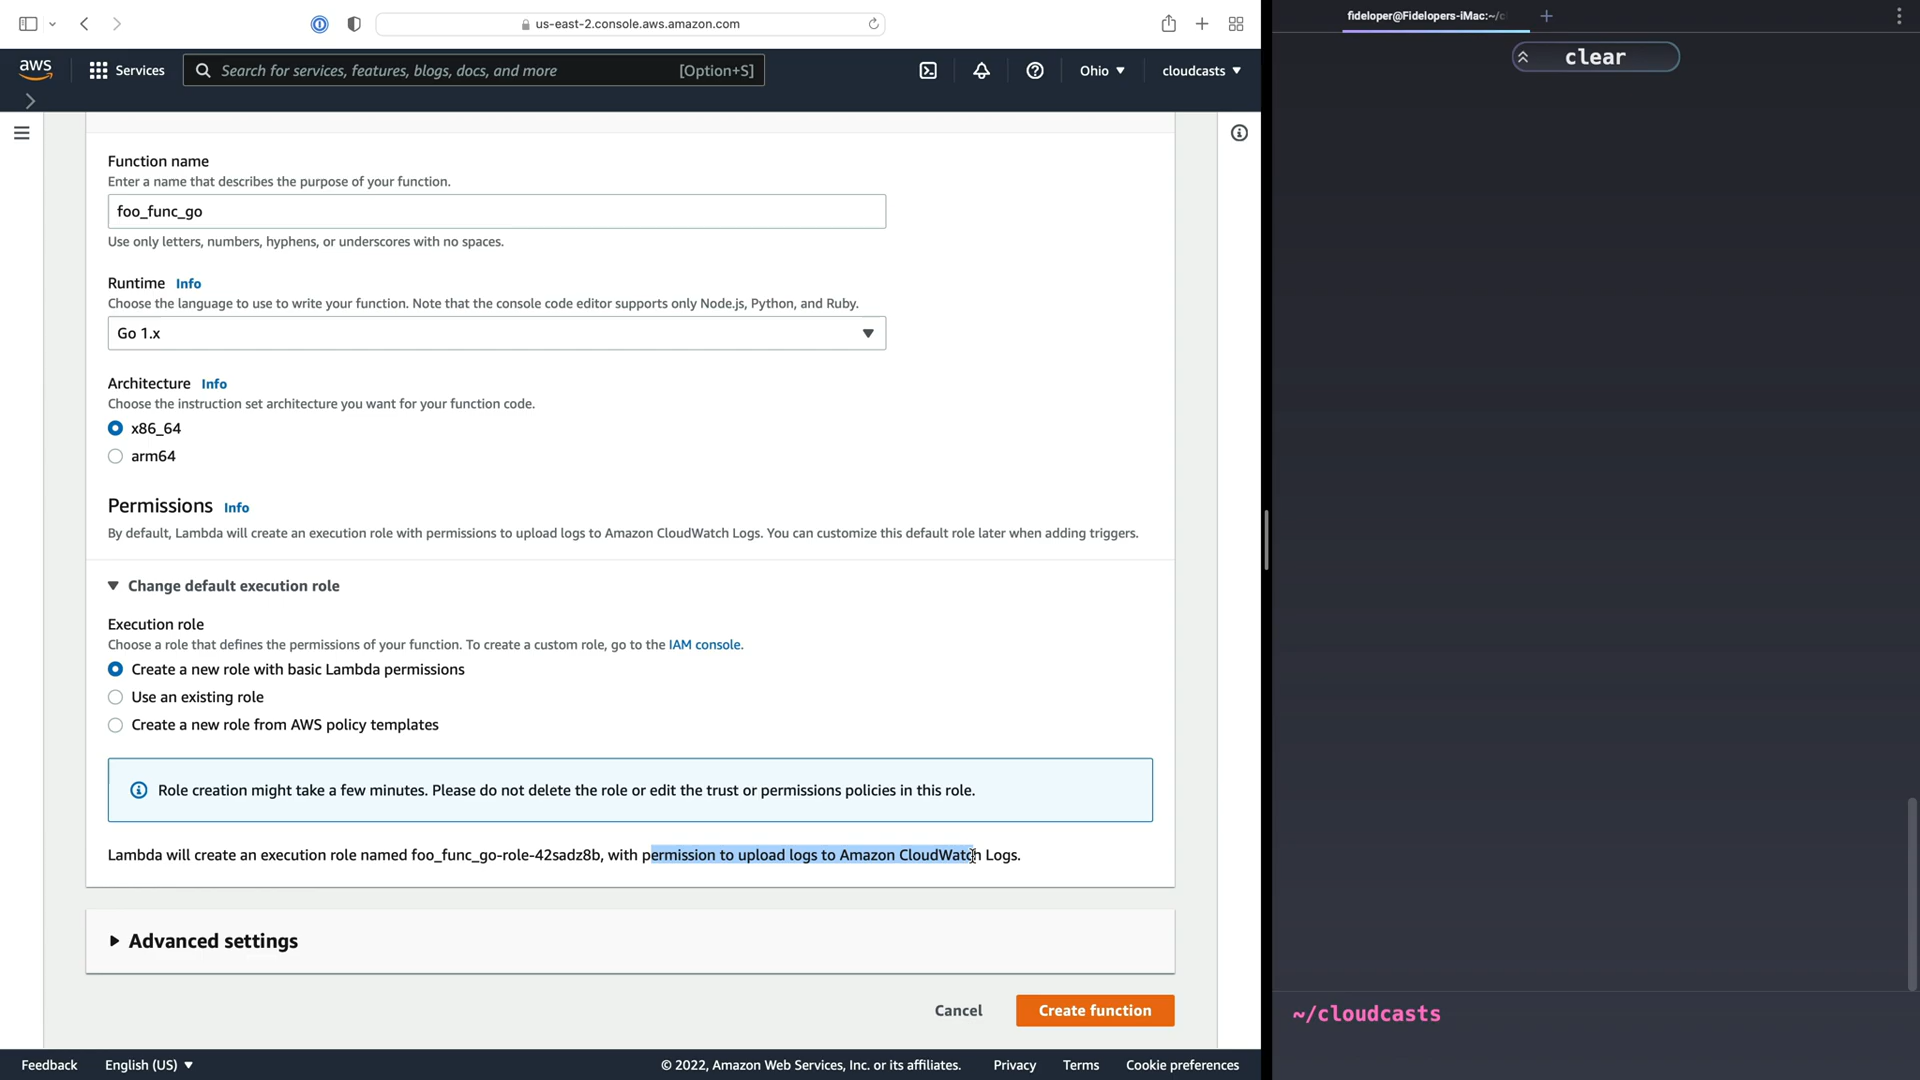 us-east-2.console.aws.amazon.com
aws
Services
Search for services, features, blogs, docs, and more
[Option+S]
Ohio
cloudcasts
Function name
Enter a name that describes the purpose of your function.
foo_func_go
Use only letters, numbers, hyphens, or underscores with no spaces.
Runtime Info
Choose the language to use to write your function. Note that the console code editor supports only Node.js, Python, and Ruby.
Go 1.x
Architecture Info
Choose the instruction set architecture you want for your function code.
x86_64
arm64
Permissions Info
By default, Lambda will create an execution role with permissions to upload logs to Amazon CloudWatch Logs. You can customize this default role later when adding triggers.
Change default execution role
Execution role
Choose a role that defines the permissions of your function. To create a custom role, go to the IAM console.
Create a new role with basic Lambda permissions
Use an existing role
Create a new role from AWS policy templates
Role creation might take a few minutes. Please do not delete the role or edit the trust or permissions policies in this role.
Lambda will create an execution role named foo_func_go-role-42sadz8b, with permission to upload logs to Amazon CloudWatch Logs.
Advanced settings
Cancel
Create function
Feedback
English (US)
© 2022, Amazon Web Services, Inc. or its affiliates.
Privacy
Terms
Cookie preferences
fideloper@Fidelopers-iMac:~/c
clear
~/cloudcasts